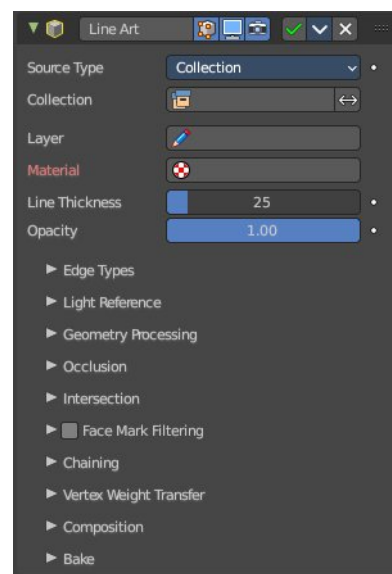 Line Art
Source Type Collection
Collection
Layer
Material
Line Thickness 25
Opacity 1.00
Edge Types
Light Reference
Geometry Processing
Occlusion
Intersection
Face Mark Filtering
Chaining
Vertex Weight Transfer
Composition
Bake